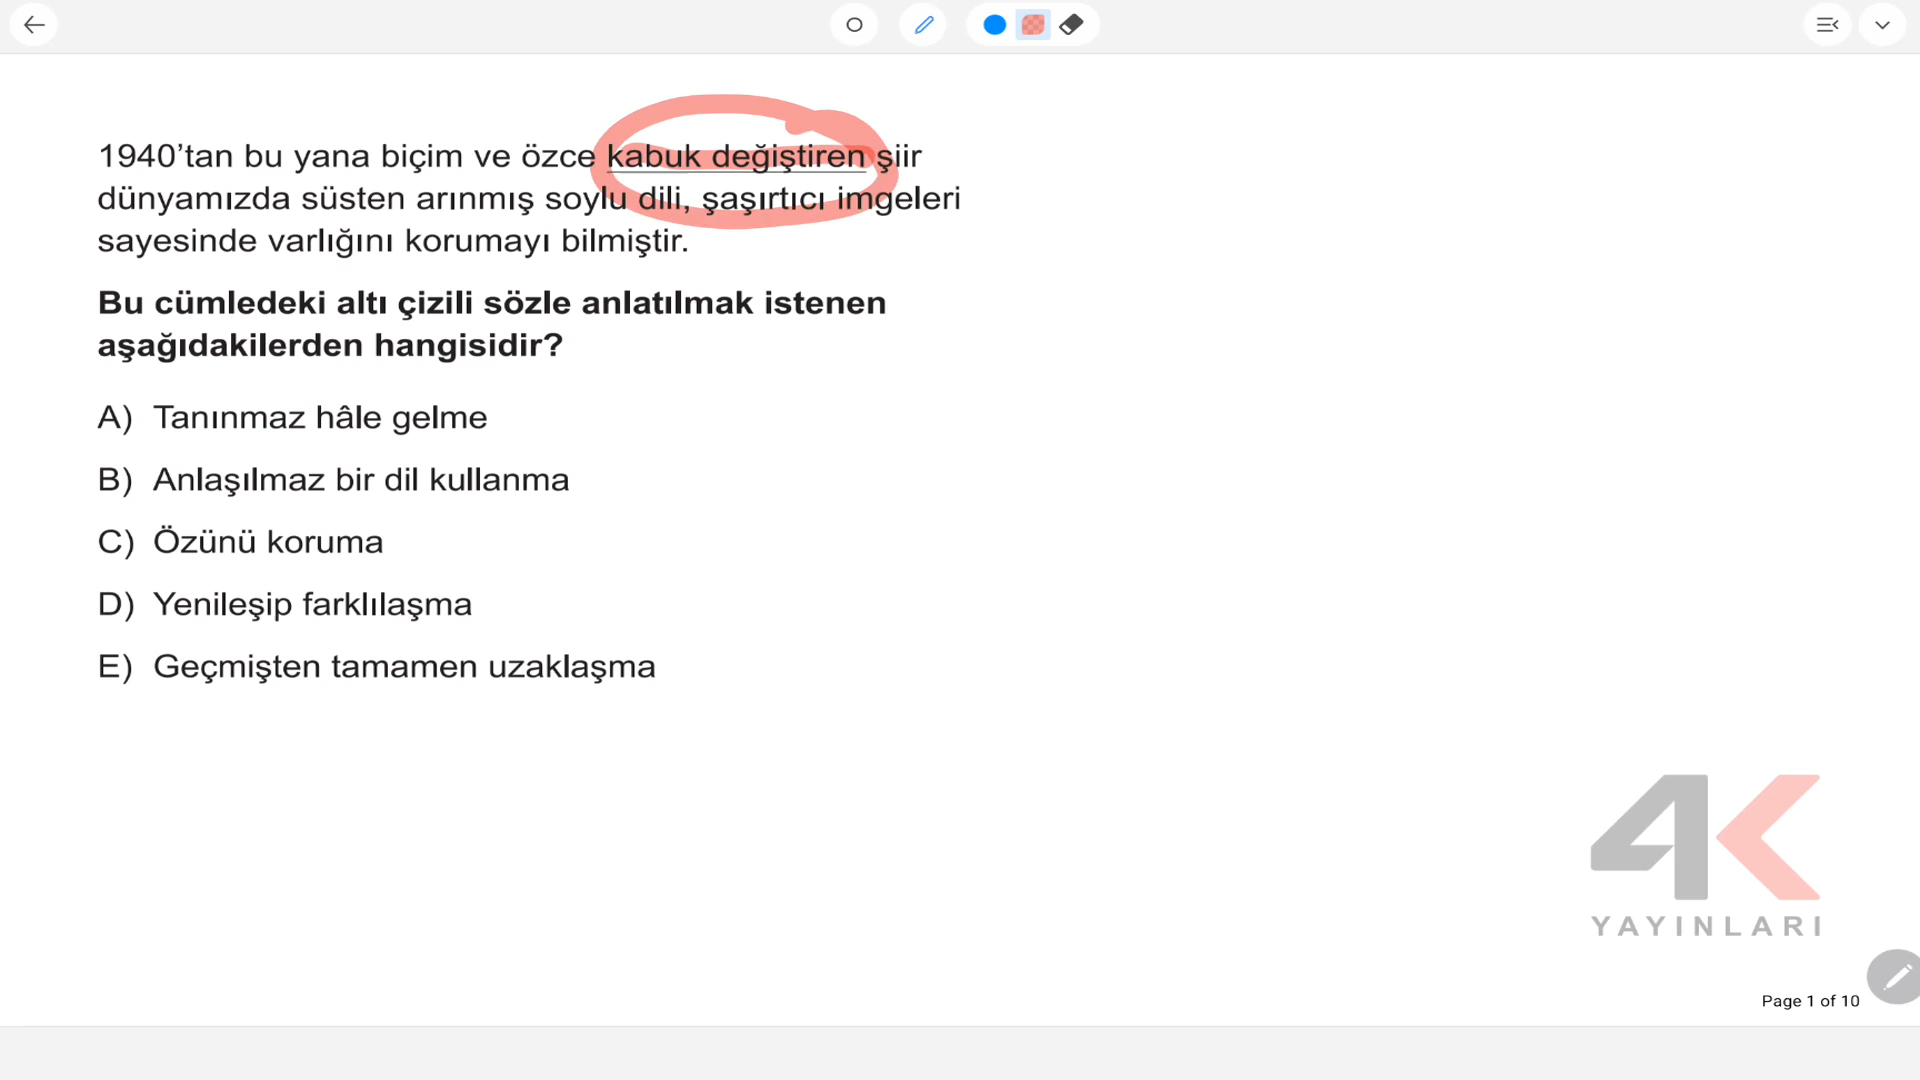 1940’tan bu yana biçim ve özce kabuk değiştiren şiir
dünyamızda süsten arınmış soylu dili, şaşırtıcı imgeleri
sayesinde varlığını korumayı bilmiştir.
Bu cümledeki altı çizili sözle anlatılmak istenen
aşağıdakilerden hangisidir?
A) Tanınmaz hâle gelme
B) Anlaşılmaz bir dil kullanma
C) Özünü koruma
D) Yenileşip farklılaşma
E) Geçmişten tamamen uzaklaşma
4K
YAYINLARI
Page 1 of 10